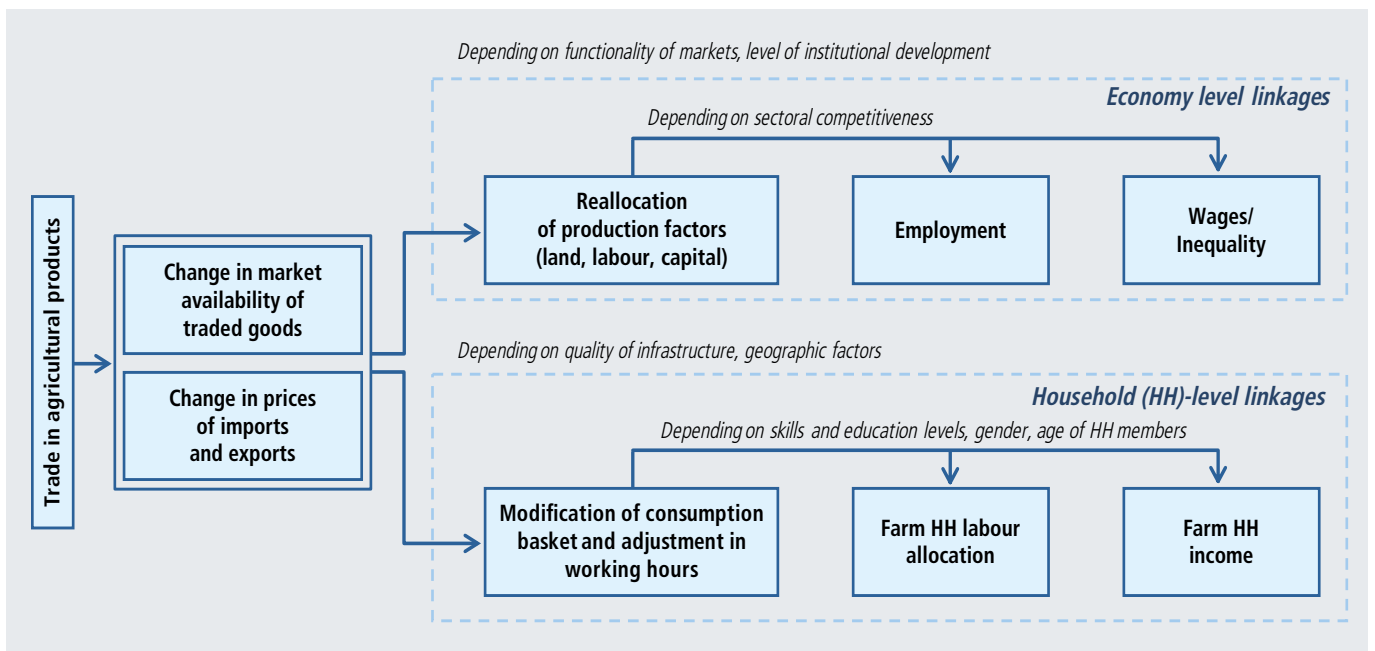 Trade in agricultural products
Change in market
availability of
traded goods
Change in prices
of imports
and exports
Depending on functionality of markets, level of institutional development
Economy level linkages
Depending on sectoral competitiveness
Reallocation
of production factors
(land, labour, capital)
Employment
Wages/
Inequality
Depending on quality of infrastructure, geographic factors
Household (HH)-level linkages
Depending on skills and education levels, gender, age of HH members
Modification of consumption
basket and adjustment in
working hours
Farm HH labour
allocation
Farm HH
income